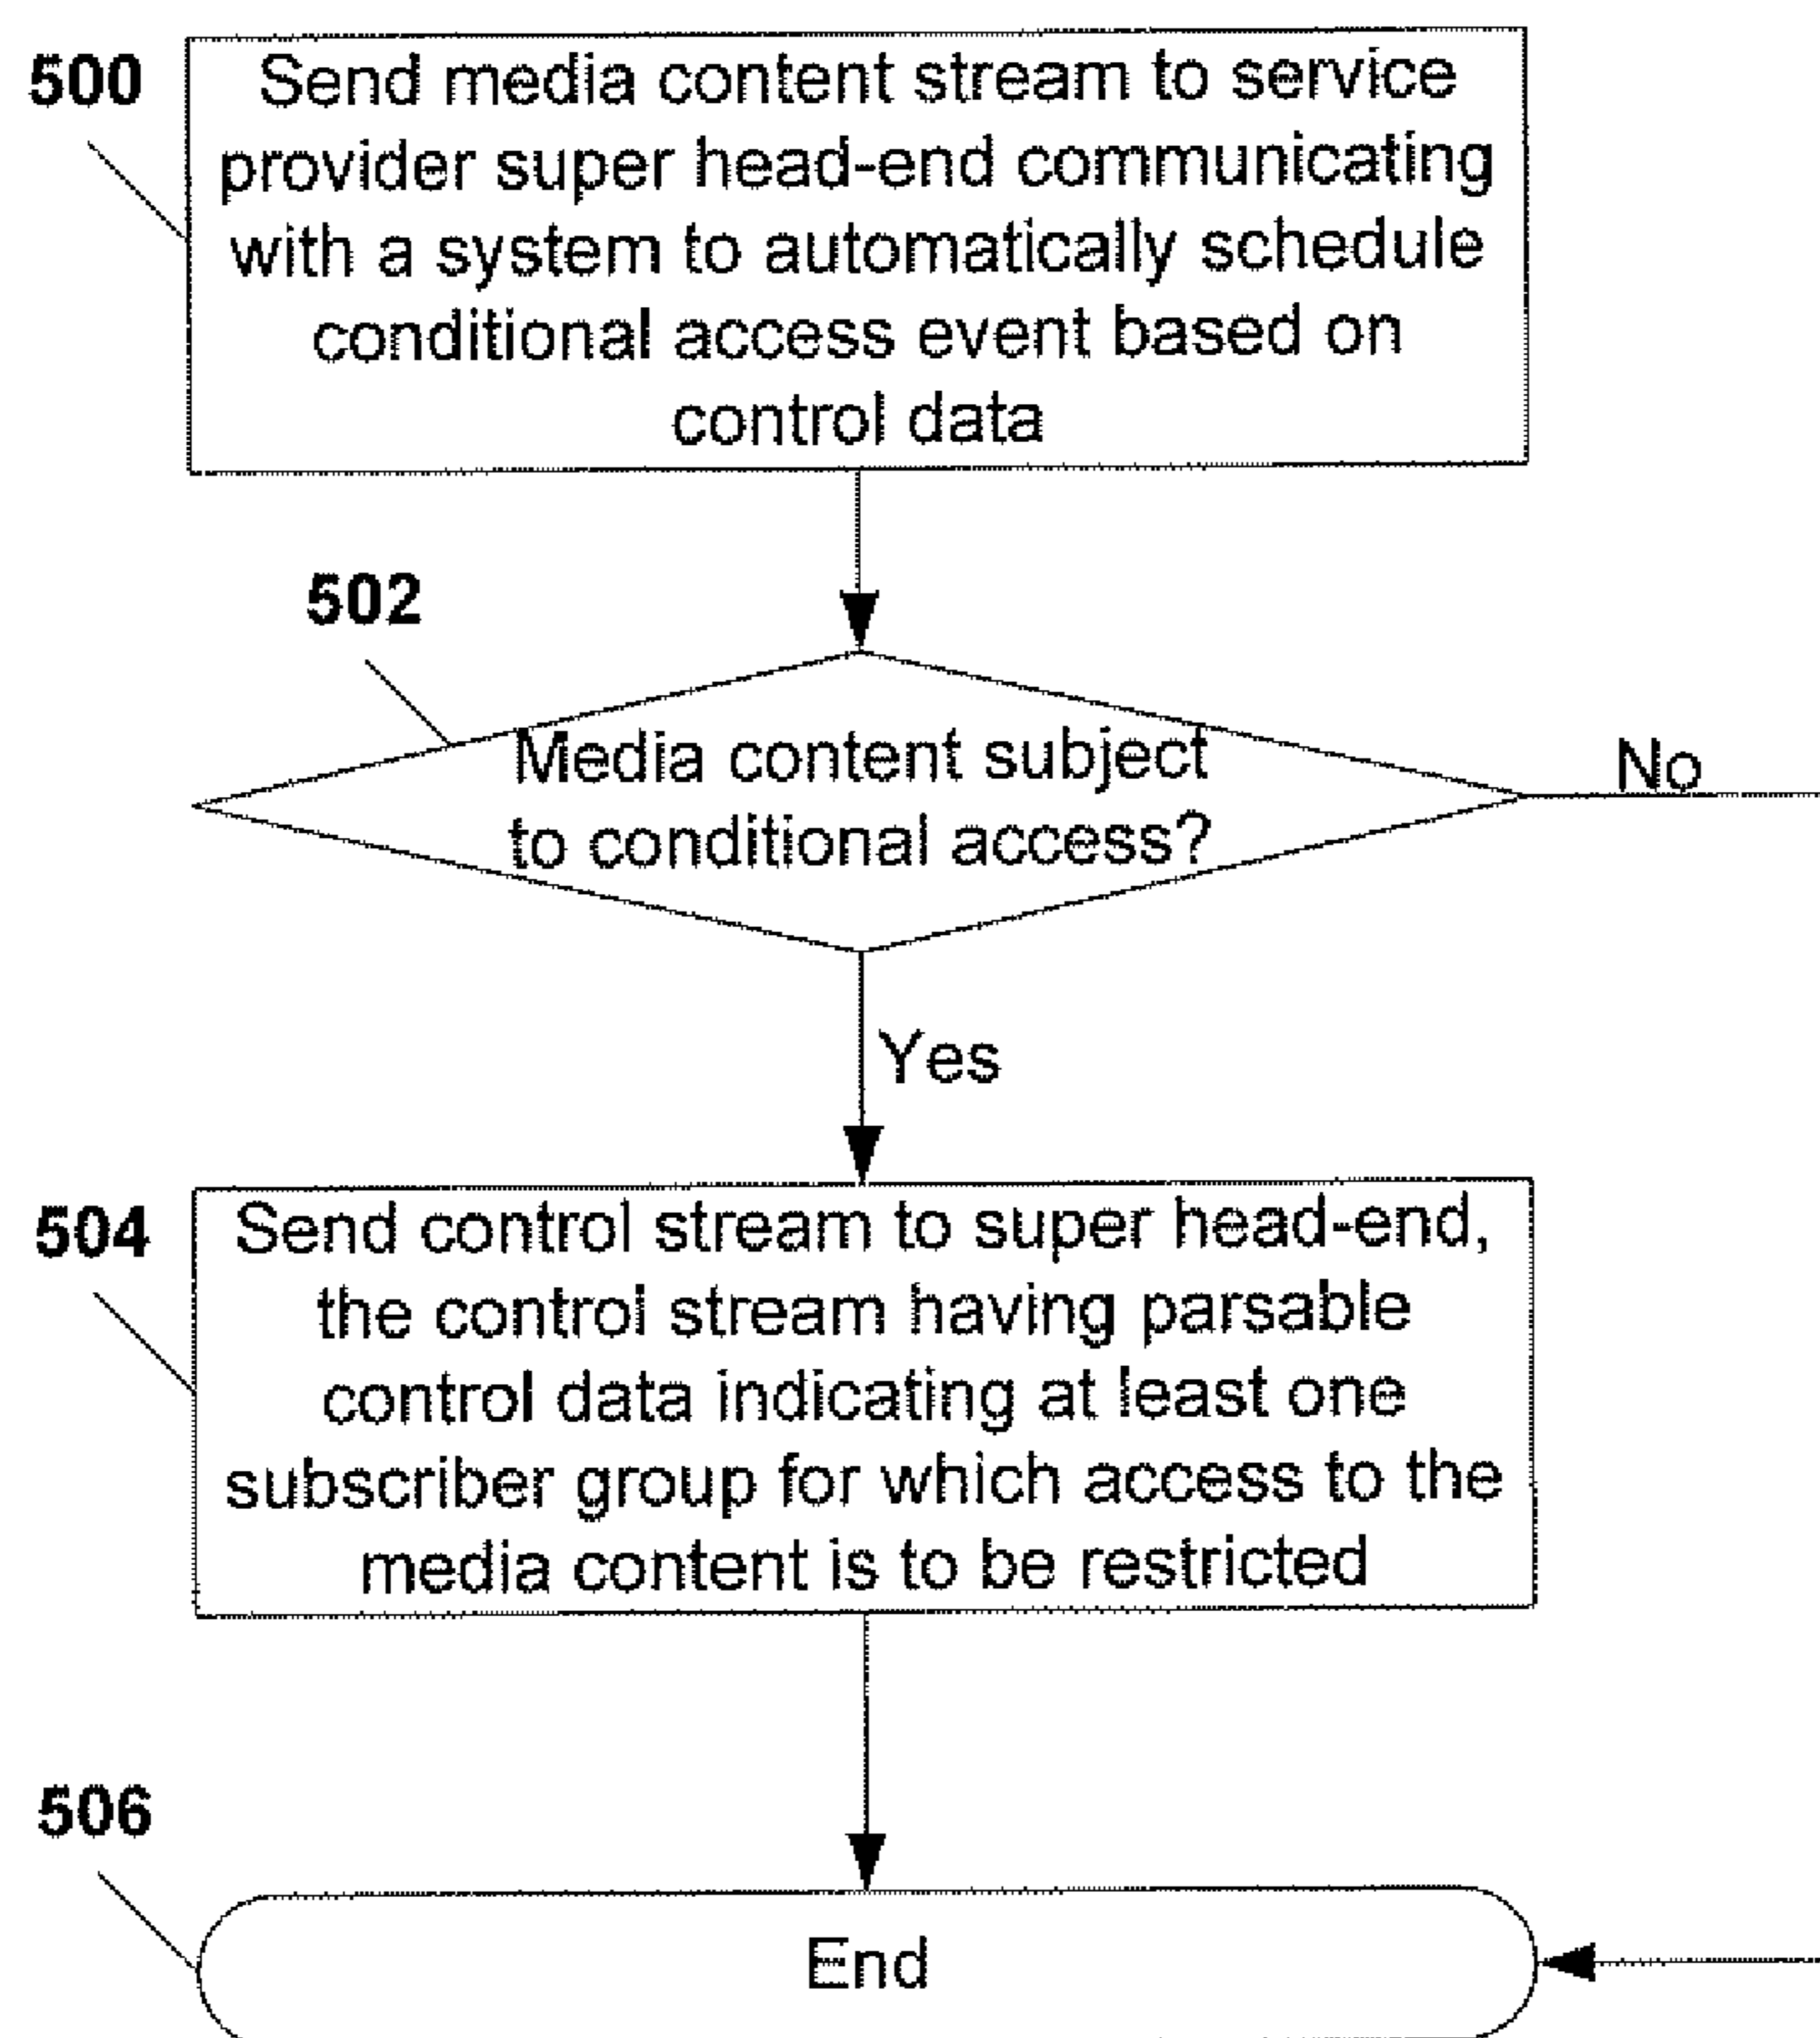 500
Send media content stream to service
provider super head-end communicating
with a system to automatically schedule
conditional access event based on
control data
502
Media content subject
to conditional access?
No
Yes
504
Send control stream to super head-end,
the control stream having parsable
control data indicating at least one
subscriber group for which access to the
media content is to be restricted
506
End